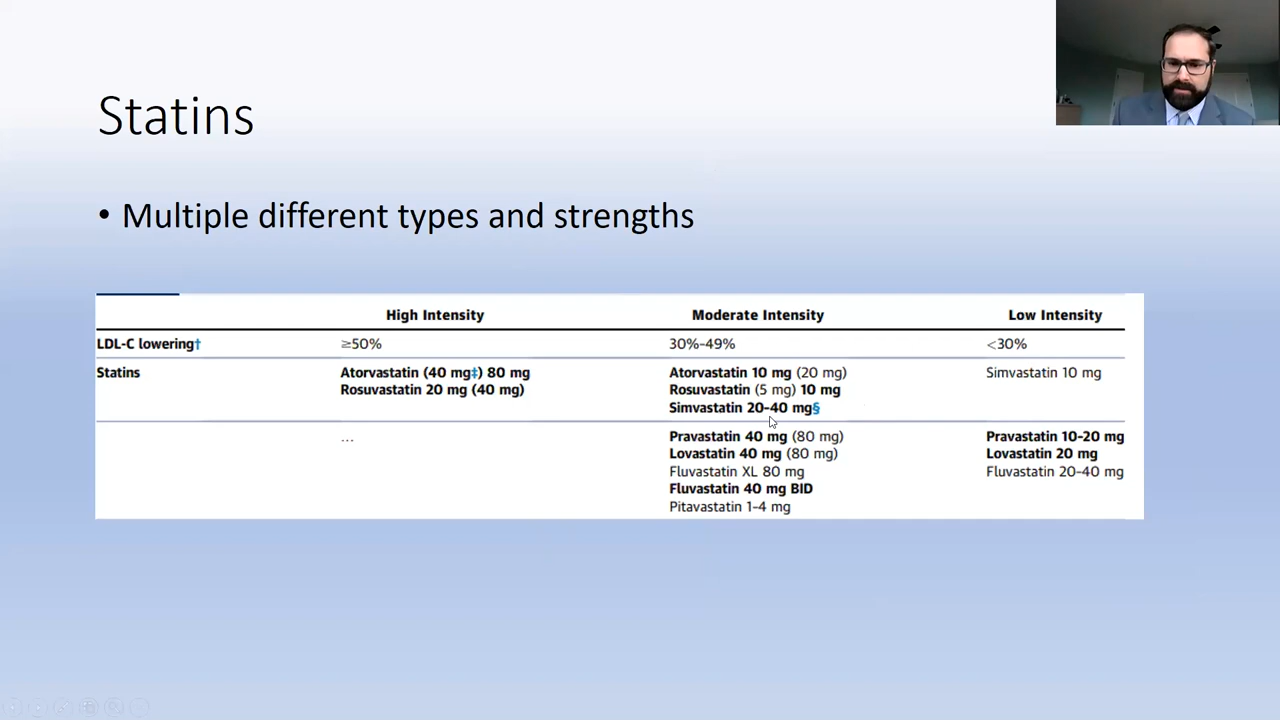 Statins
• Multiple different types and strengths
High Intensity Moderate Intensity Low Intensity
LDL-C lowering† ≥50% 30%-49% <30%
Statins Atorvastatin (40 mg‡) 80 mg Atorvastatin 10 mg (20 mg) Simvastatin 10 mg
Rosuvastatin 20 mg (40 mg) Rosuvastatin (5 mg) 10 mg
Simvastatin 20-40 mg§
... Pravastatin 40 mg (80 mg) Pravastatin 10-20 mg
Lovastatin 40 mg (80 mg) Lovastatin 20 mg
Fluvastatin XL 80 mg Fluvastatin 20-40 mg
Fluvastatin 40 mg BID
Pitavastatin 1-4 mg